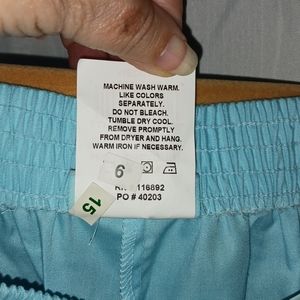 MACHINE WASH WARM.
LIKE COLORS
SEPARATELY.
DO NOT BLEACH.
TUMBLE DRY COOL.
REMOVE PROMPTLY
FROM DRYER AND HANG.
WARM IRON IF NECESSARY.
6
118892
PO # 40203
15